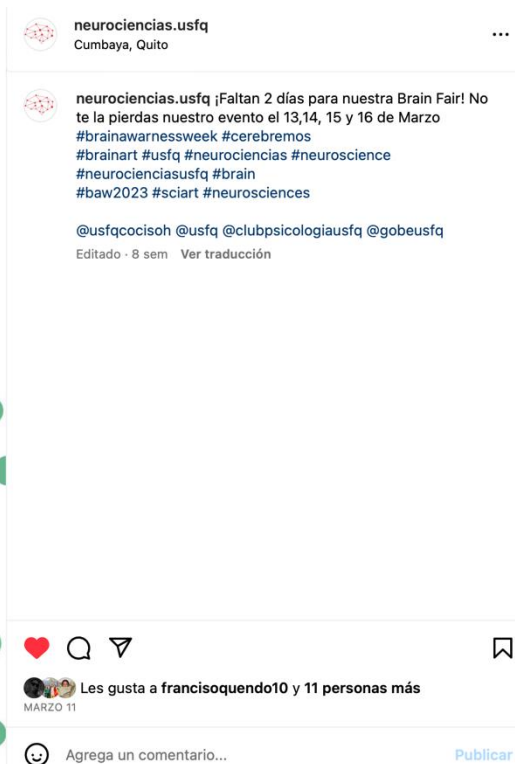 neurociencias.usfq
Cumbaya, Quito
neurociencias.usfq ¡Faltan 2 días para nuestra Brain Fair! No
te la pierdas nuestro evento el 13,14, 15 y 16 de Marzo
#brainawarnessweek #cerebremos
#brainart #usfq #neurociencias #neuroscience
#neurocienciasusfq #brain
#baw2023 #sciart #neurosciences
@usfqcocisoh @usfq @clubpsicologiausfq @gobeusfq
Editado · 8 sem Ver traducción
Les gusta a francisoquendo10 y 11 personas más
MARZO 11
Agrega un comentario...
Publicar